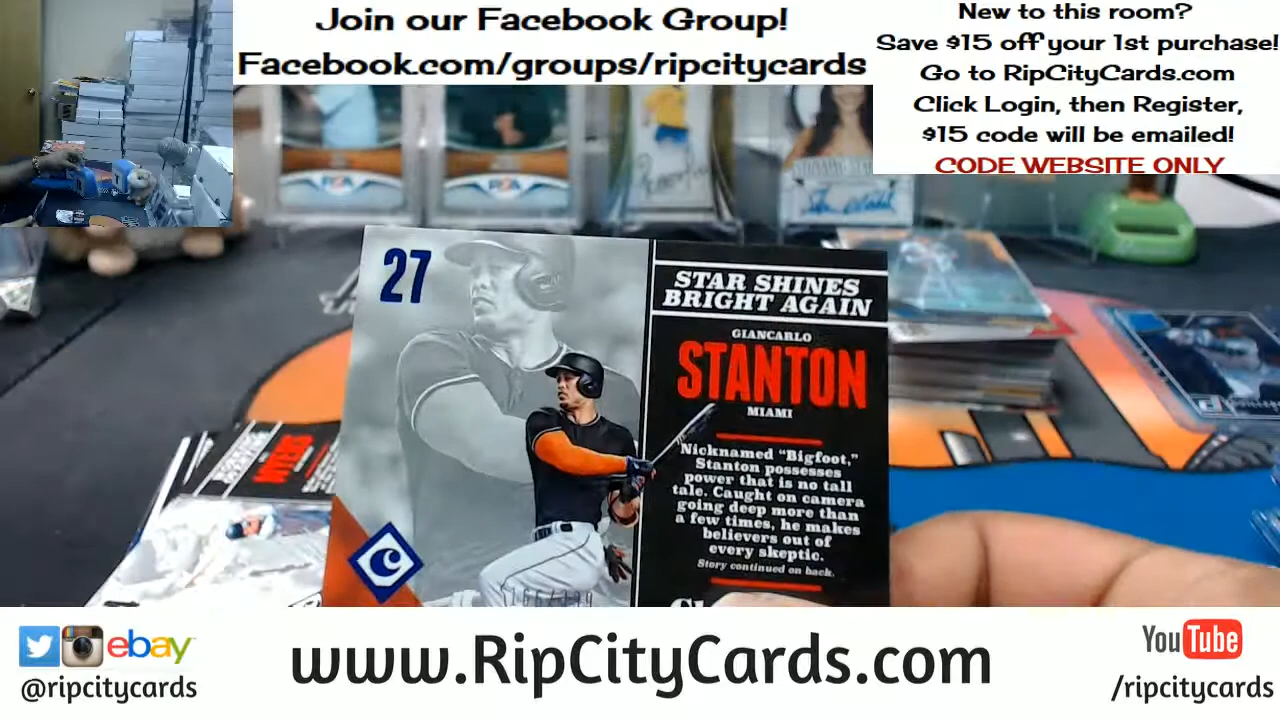 Join our Facebook Group!
Facebook.com/groups/ripcitycards
New to this room?
Save $15 off your 1st purchase!
Go to RipCityCards.com
Click Login, then Register,
$15 code will be emailed!
CODE WEBSITE ONLY
27
STAR SHINES
BRIGHT AGAIN
GIANCARLO
STANTON
MIAMI
Nicknamed “Bigfoot,”
Stanton possesses
power that is no tall
tale. Caught on camera
going deep more than
a few times, he makes
believers out of
every skeptic.
Story continued on back.
C
ebay
@ripcitycards
www.RipCityCards.com
YouTube
/ripcitycards